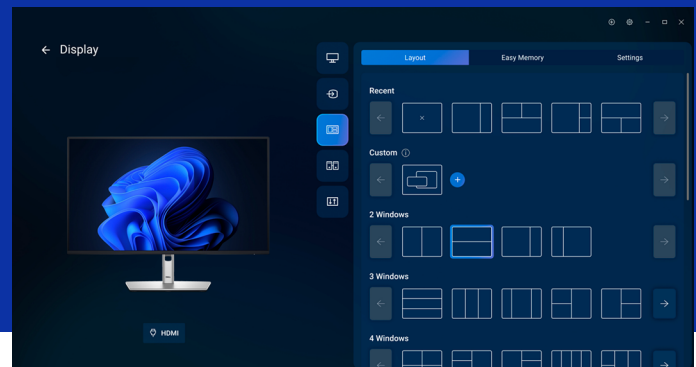 Display
Layout
Easy Memory
Settings
Recent
Custom
2 Windows
3 Windows
4 Windows
HDMI